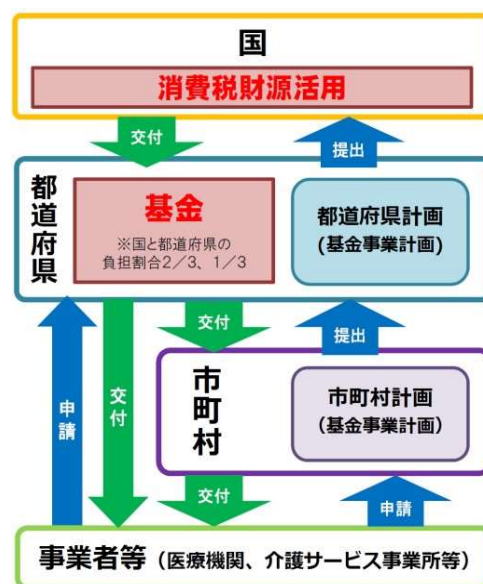 国
消費税財源活用
交付
提出
都道府県
基金
※国と都道府県の
負担割合2／3、1／3
都道府県計画
(基金事業計画)
交付
提出
申請
交付
市町村
市町村計画
（基金事業計画）
交付
申請
事業者等（医療機関、介護サービス事業所等）